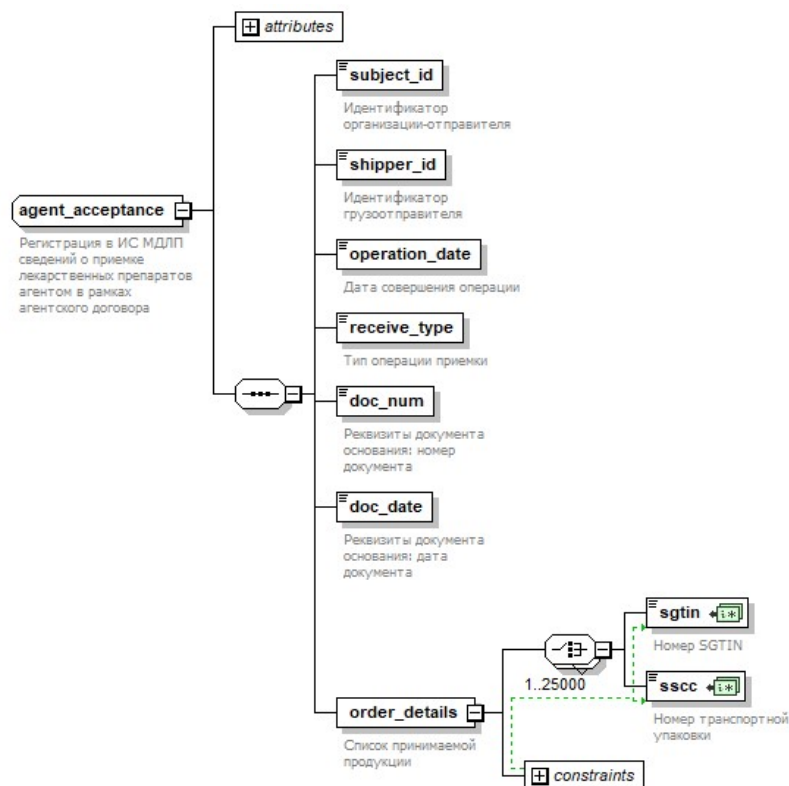 attributes
subject_id
Идентификатор
организации-отправителя
shipper_id
Идентификатор
грузоотправителя
agent_acceptance
Регистрация в ИС МДЛП
сведений о приемке
лекарственных препаратов
агентом в рамках
агентского договора
operation_date
Дата совершения операции
receive_type
Тип операции приемки
doc_num
Реквизиты документа
основания: номер
документа
doc_date
Реквизиты документа
основания: дата
документа
order_details
Список принимаемой
продукции
1..25000
sgtin
Номер SGTIN
sscc
Номер транспортной
упаковки
constraints